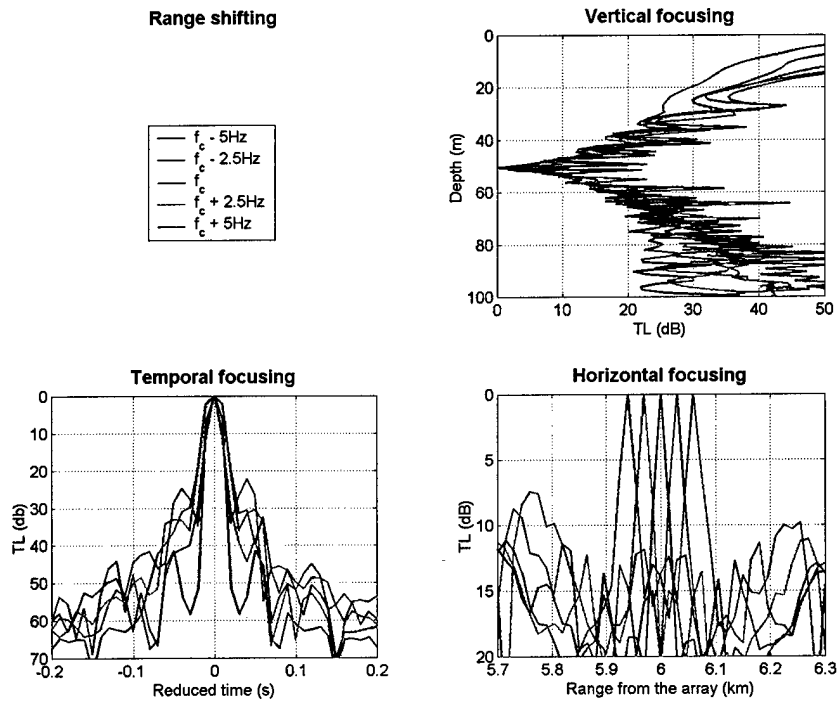 Range shifting
f_c - 5Hz
f_c - 2.5Hz
f_c
f_c + 2.5Hz
f_c + 5Hz
Vertical focusing
0
20
40
60
80
100
Depth (m)
0 10 20 30 40 50
TL (dB)
Temporal focusing
0
10
20
30
40
50
60
70
TL (db)
-0.2 -0.1 0 0.1 0.2
Reduced time (s)
Horizontal focusing
0
5
10
15
20
TL (dB)
5.7 5.8 5.9 6 6.1 6.2 6.3
Range from the array (km)